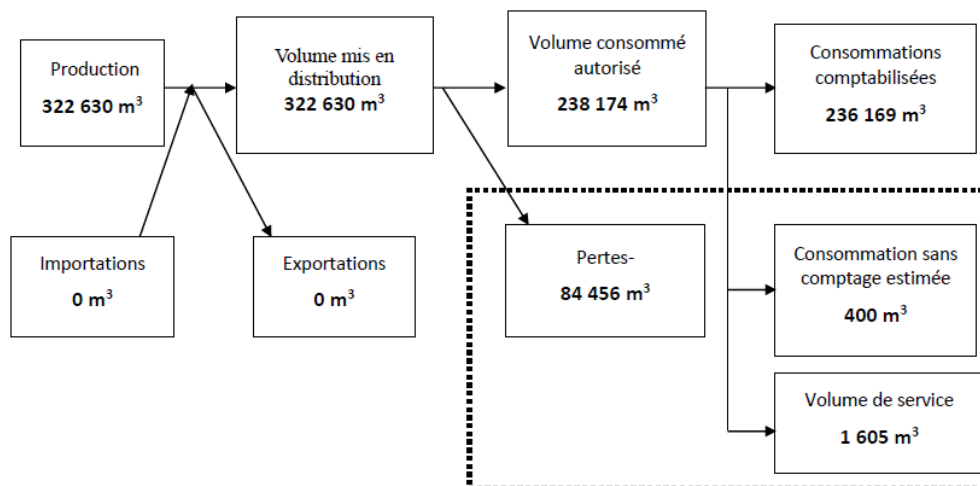 Production
322 630 m³
Volume mis en
distribution
322 630 m³
Volume consommé
autorisé
238 174 m³
Consommations
comptabilisées
236 169 m³
Importations
0 m³
Exportations
0 m³
Pertes-
84 456 m³
Consommation sans
comptage estimée
400 m³
Volume de service
1 605 m³